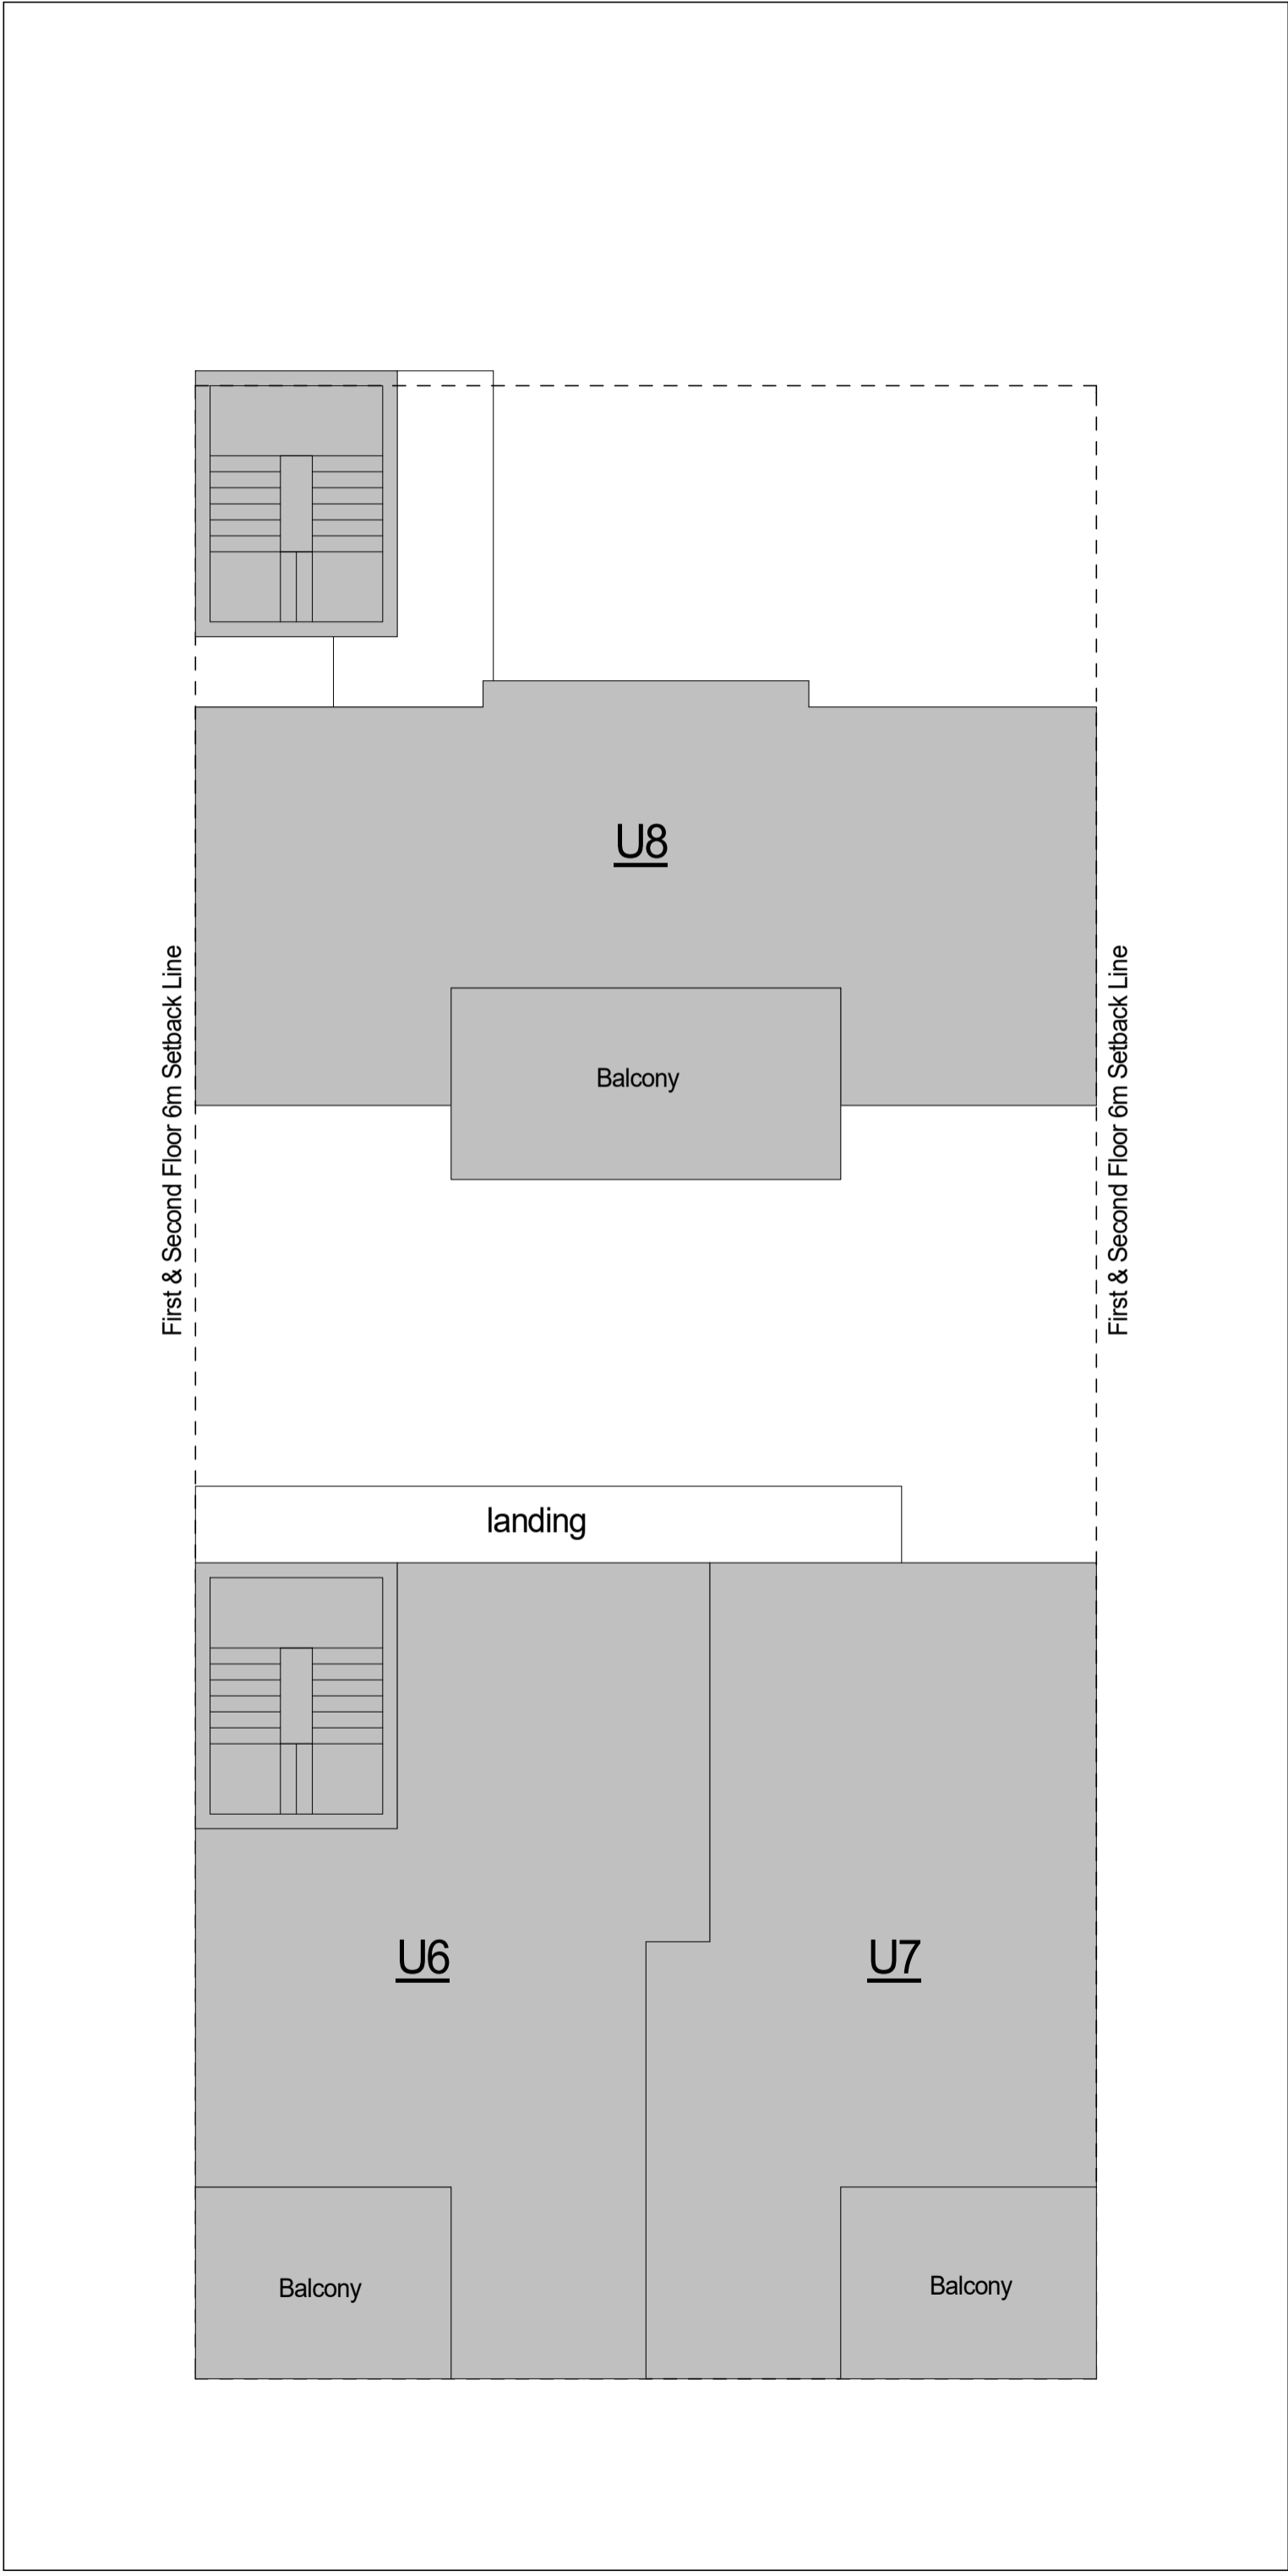 U8
First & Second Floor 6m Setback Line
First & Second Floor 6m Setback Line
Balcony
landing
U6
U7
Balcony
Balcony